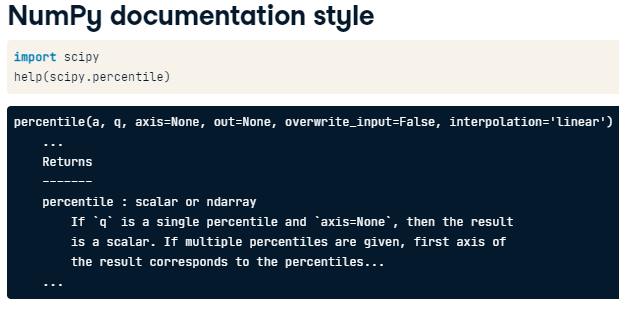 NumPy documentation style
import scipy
help(scipy.percentile)
percentile(a, q, axis=None, out=None, overwrite_input=False, interpolation='linear')
...
Returns
-------
percentile : scalar or ndarray
If `q` is a single percentile and `axis=None`, then the result
is a scalar. If multiple percentiles are given, first axis of
the result corresponds to the percentiles...
...